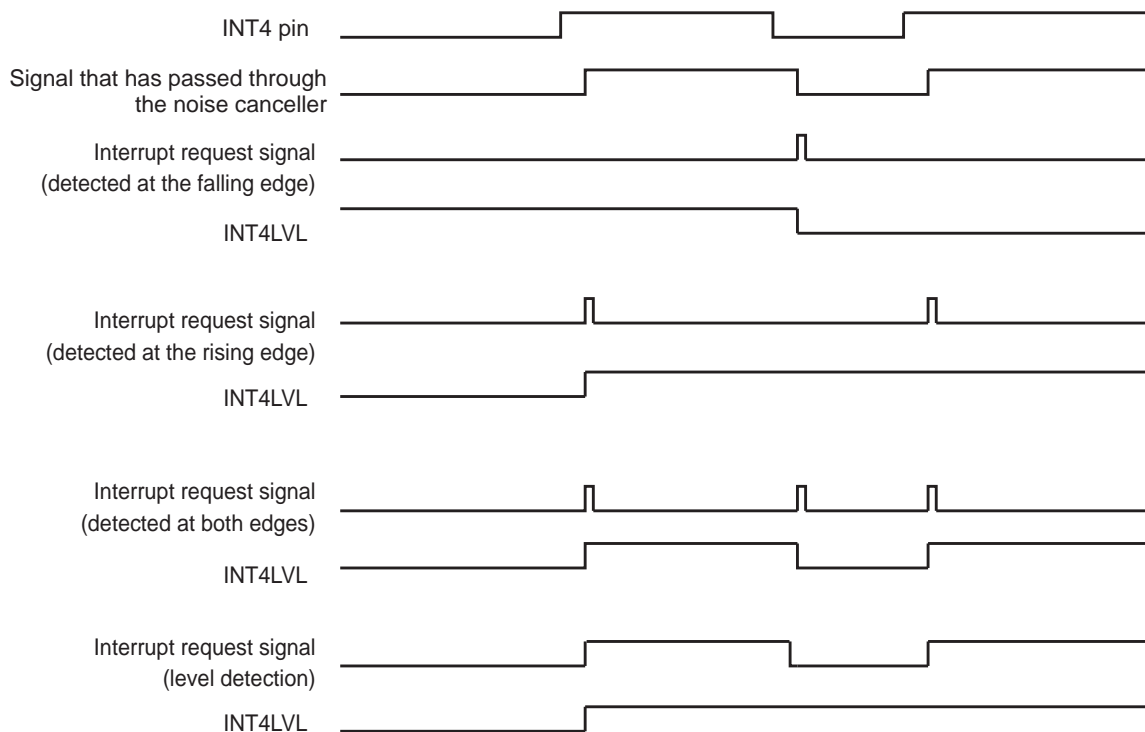 INT4 pin
Signal that has passed through
the noise canceller
Interrupt request signal
(detected at the falling edge)
INT4LVL
Interrupt request signal
(detected at the rising edge)
INT4LVL
Interrupt request signal
(detected at both edges)
INT4LVL
Interrupt request signal
(level detection)
INT4LVL